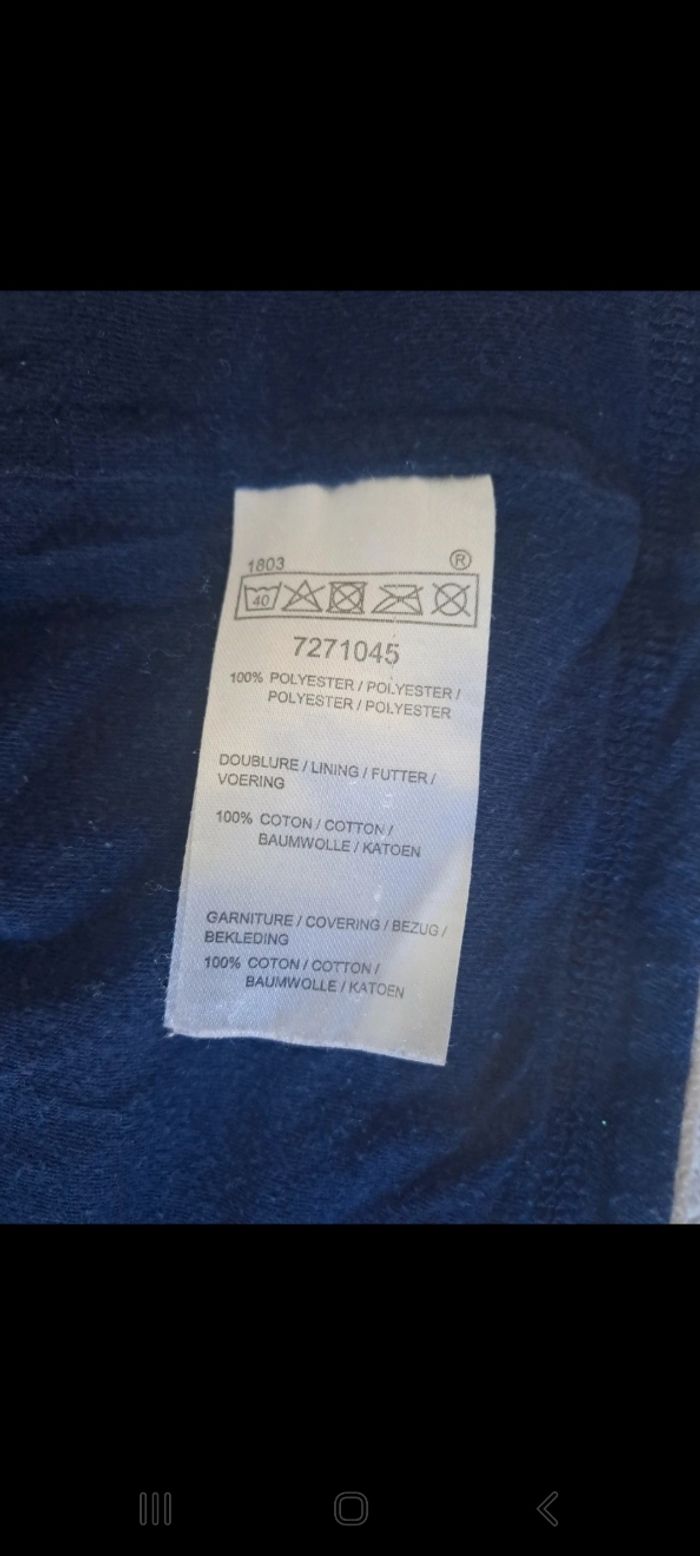 1803 ®
40
7271045
100% POLYESTER / POLYESTER /
POLYESTER / POLYESTER
DOUBLURE / LINING / FUTTER /
VOERING
100% COTON / COTTON /
BAUMWOLLE / KATOEN
GARNITURE / COVERING / BEZUG /
BEKLEDING
100% COTON / COTTON /
BAUMWOLLE / KATOEN